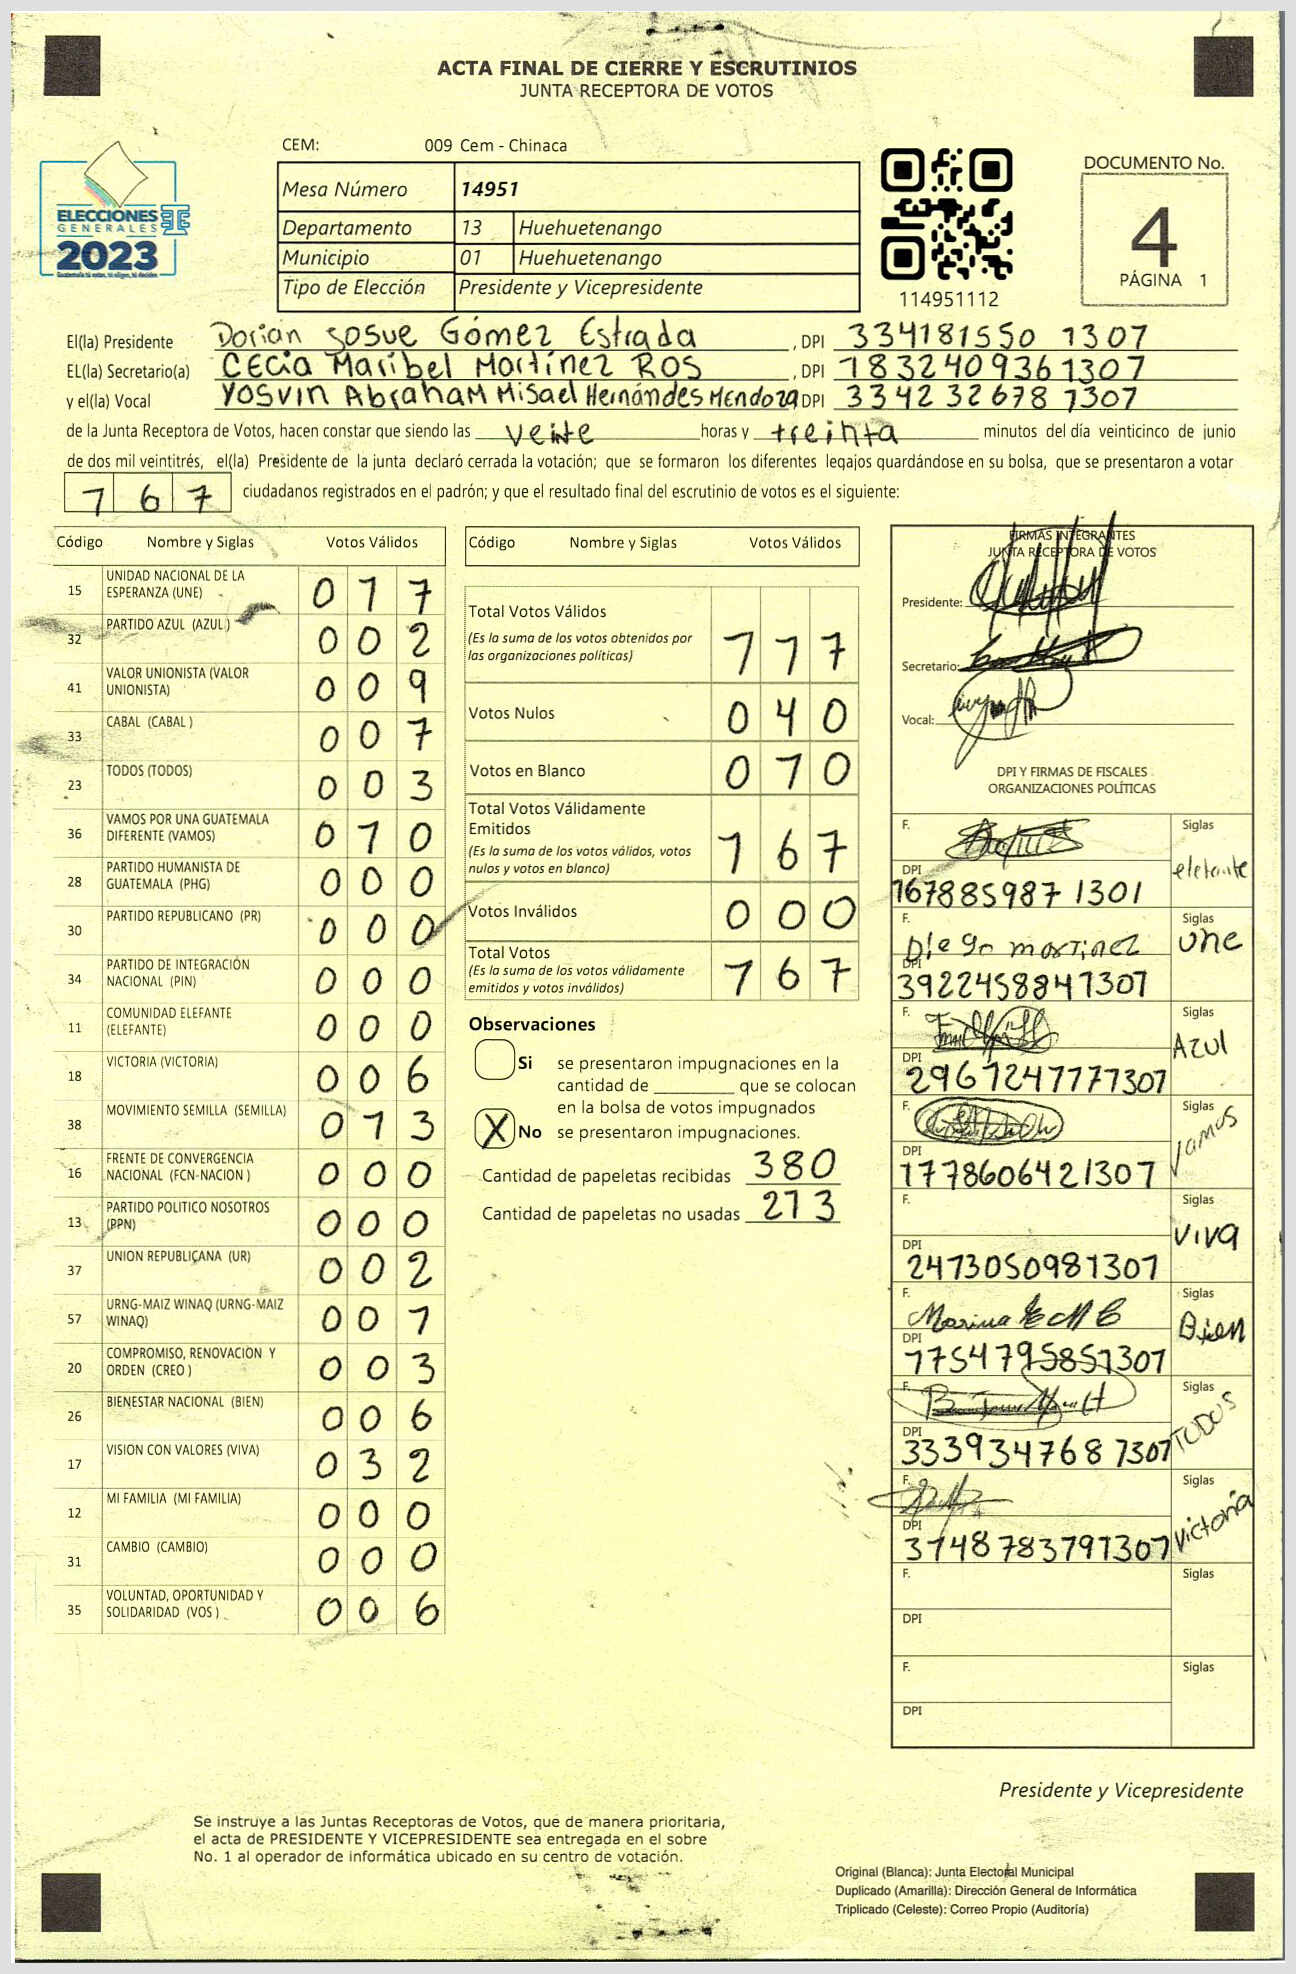 ACTA FINAL DE CIERRE Y ESCRUTINIOS
JUNTA RECEPTORA DE VOTOS
CEM: 009 Cem - Chinaca
ELECCIONES
GENERALES
2023
Guatemala tú votas, tú eliges, tú decides
Mesa Número 14951
Departamento 13 Huehuetenango
Municipio 01 Huehuetenango
Tipo de Elección Presidente y Vicepresidente
114951112
DOCUMENTO No.
4
PÁGINA 1
El(la) Presidente Dorian Josue Gómez Estrada , DPI 334181550 1307
EL(la) Secretario(a) CECia Maribel Martínez ROS , DPI 1832409361307
y el(la) Vocal YOSVIN AbrahaM Misael Hernández MEndoza DPI 334232678 1307
de la Junta Receptora de Votos, hacen constar que siendo las veinte horas y treinta minutos del día veinticinco de junio
de dos mil veintitrés, el(la) Presidente de la junta declaró cerrada la votación; que se formaron los diferentes legajos guardándose en su bolsa, que se presentaron a votar
1 6 7 ciudadanos registrados en el padrón; y que el resultado final del escrutinio de votos es el siguiente:
Código Nombre y Siglas Votos Válidos
15 UNIDAD NACIONAL DE LA
ESPERANZA (UNE) 0 1 7
32 PARTIDO AZUL (AZUL ) 0 0 2
41 VALOR UNIONISTA (VALOR
UNIONISTA) 0 0 9
33 CABAL (CABAL ) 0 0 7
23 TODOS (TODOS) 0 0 3
36 VAMOS POR UNA GUATEMALA
DIFERENTE (VAMOS) 0 1 0
28 PARTIDO HUMANISTA DE
GUATEMALA (PHG) 0 0 0
30 PARTIDO REPUBLICANO (PR) 0 0 0
34 PARTIDO DE INTEGRACIÓN
NACIONAL (PIN) 0 0 0
11 COMUNIDAD ELEFANTE
(ELEFANTE) 0 0 0
18 VICTORIA (VICTORIA) 0 0 6
38 MOVIMIENTO SEMILLA (SEMILLA) 0 1 3
16 FRENTE DE CONVERGENCIA
NACIONAL (FCN-NACION ) 0 0 0
13 PARTIDO POLITICO NOSOTROS
(PPN) 0 0 0
37 UNION REPUBLICANA (UR) 0 0 2
57 URNG-MAIZ WINAQ (URNG-MAIZ
WINAQ) 0 0 1
20 COMPROMISO, RENOVACION Y
ORDEN (CREO ) 0 0 3
26 BIENESTAR NACIONAL (BIEN) 0 0 6
17 VISION CON VALORES (VIVA) 0 3 2
12 MI FAMILIA (MI FAMILIA) 0 0 0
31 CAMBIO (CAMBIO) 0 0 0
35 VOLUNTAD, OPORTUNIDAD Y
SOLIDARIDAD (VOS ) 0 0 6
Código Nombre y Siglas Votos Válidos
Total Votos Válidos
(Es la suma de los votos obtenidos por
las organizaciones políticas) 1 1 7
Votos Nulos 0 4 0
Votos en Blanco 0 1 0
Total Votos Válidamente
Emitidos
(Es la suma de los votos válidos, votos
nulos y votos en blanco) 1 6 7
Votos Inválidos 0 0 0
Total Votos
(Es la suma de los votos válidamente
emitidos y votos inválidos) 1 6 7
Observaciones
Si se presentaron impugnaciones en la
cantidad de ________ que se colocan
en la bolsa de votos impugnados
X No se presentaron impugnaciones.
Cantidad de papeletas recibidas 380
Cantidad de papeletas no usadas 213
FIRMAS INTEGRANTES
JUNTA RECEPTORA DE VOTOS
Presidente:
Secretario:
Vocal:
DPI Y FIRMAS DE FISCALES
ORGANIZACIONES POLÍTICAS
F. Siglas
elefante
DPI
167885987 1301
F. Siglas
Diego martinez une
DPI
3922458841307
F. Siglas
Azul
DPI
2961247771307
F. Siglas
vamos
DPI
1778606421307
F. Siglas
viva
DPI
2413050981307
F. Siglas
Marina Bien
DPI
1754795851307
F. Siglas
TODOS
DPI
333934768 1307
F. Siglas
victoria
DPI
3148783791307
F. Siglas
DPI
F. Siglas
DPI
Presidente y Vicepresidente
Se instruye a las Juntas Receptoras de Votos, que de manera prioritaria,
el acta de PRESIDENTE Y VICEPRESIDENTE sea entregada en el sobre
No. 1 al operador de informática ubicado en su centro de votación.
Original (Blanca): Junta Electoral Municipal
Duplicado (Amarilla): Dirección General de Informática
Triplicado (Celeste): Correo Propio (Auditoría)